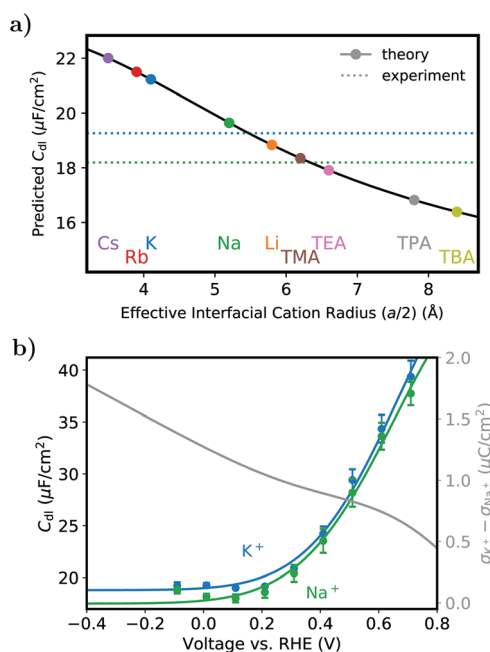 a)
22
20
18
16
Predicted C_dl (μF/cm²)
theory
experiment
Cs
Rb
K
Na
Li
TMA
TEA
TPA
TBA
4
5
6
7
8
Effective Interfacial Cation Radius (a/2) (Å)
b)
40
35
30
25
20
C_dl (μF/cm²)
K⁺
Na⁺
2.0
1.5
1.0
0.5
0.0
σ_K⁺ − σ_Na⁺ (μC/cm²)
−0.4
−0.2
0.0
0.2
0.4
0.6
0.8
Voltage vs. RHE (V)